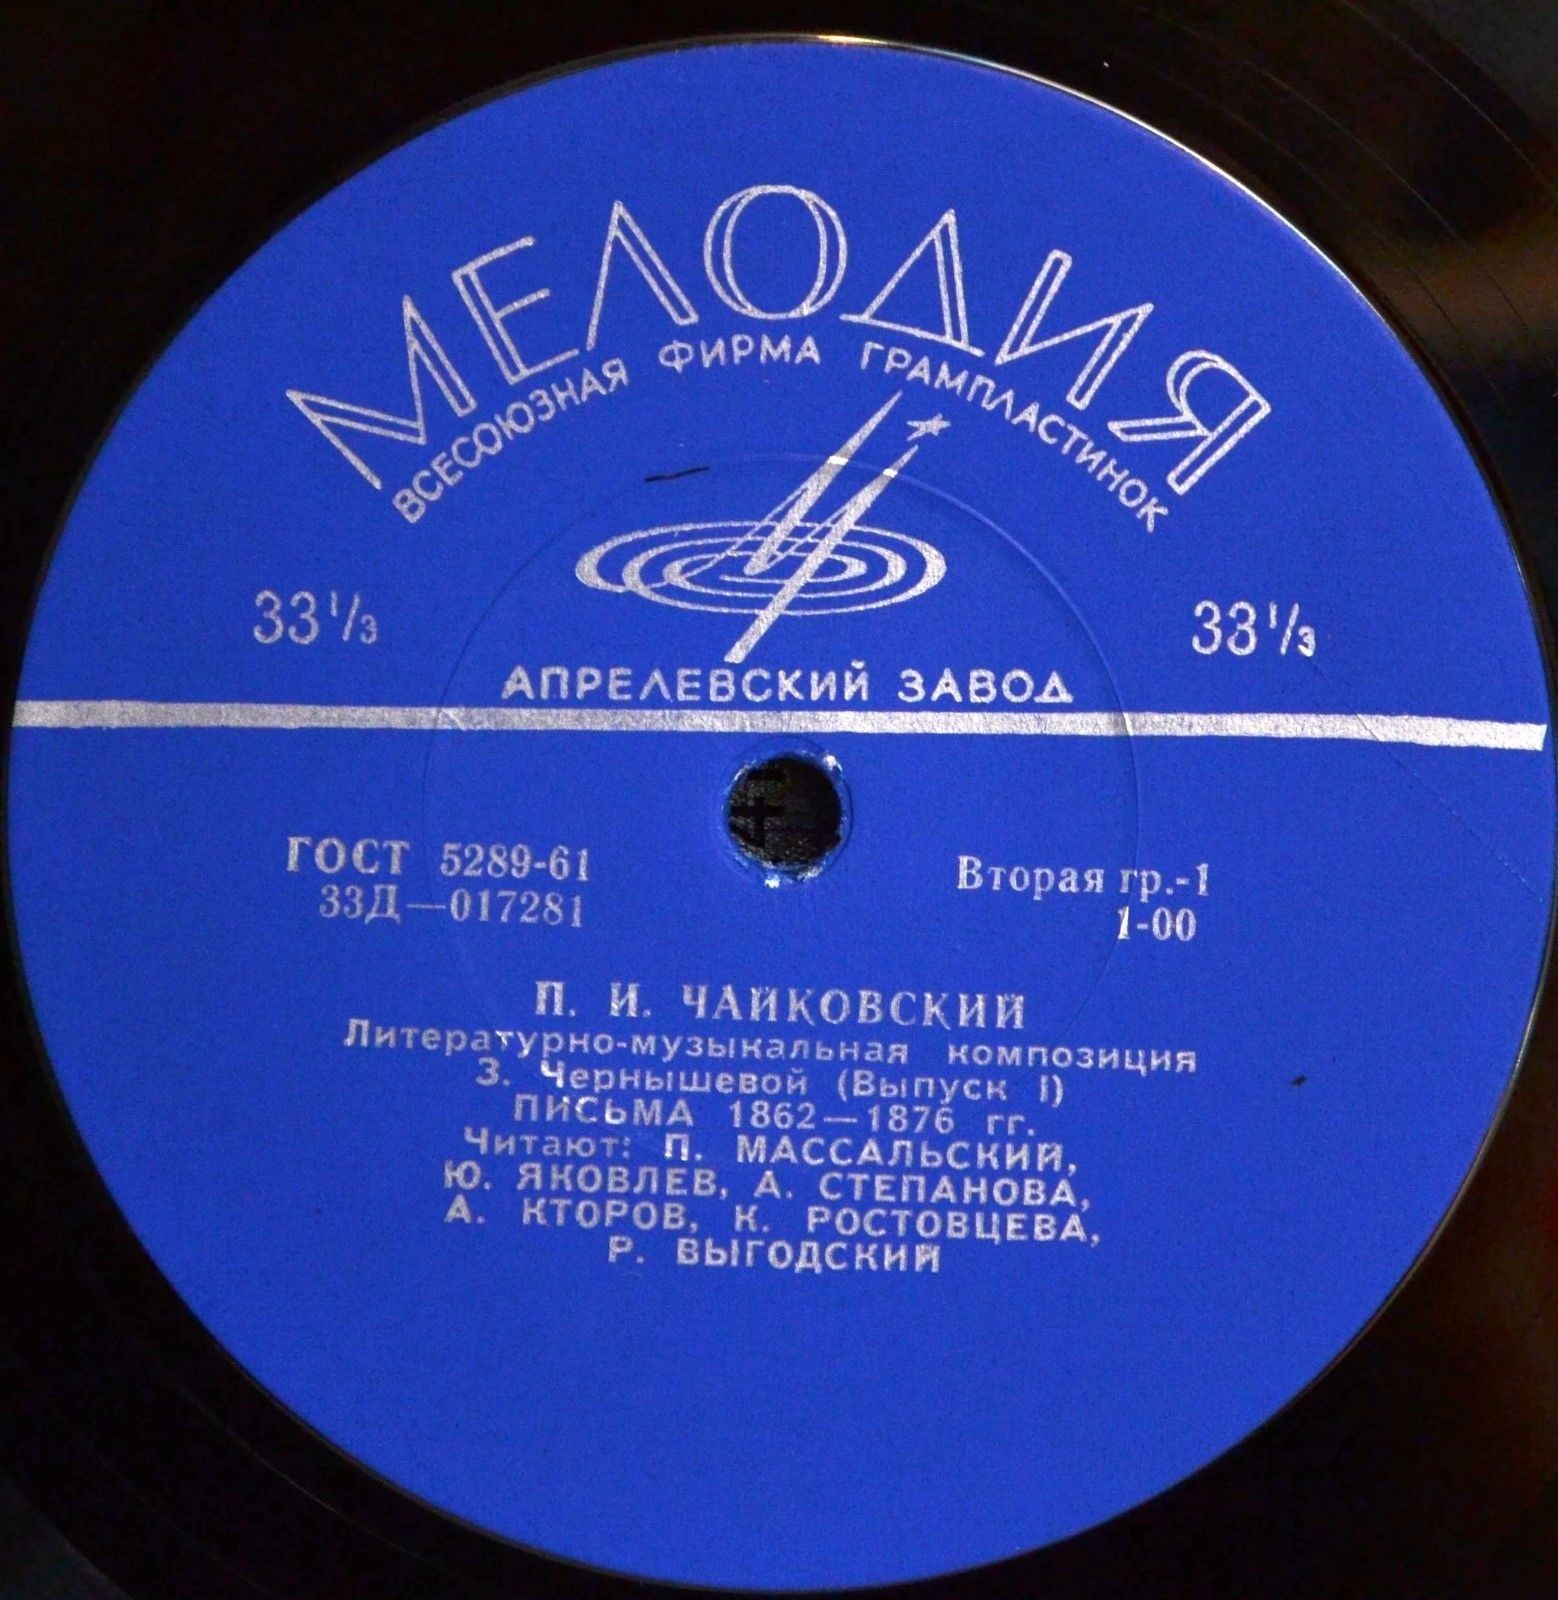 МЕЛОДИЯ
ВСЕСОЮЗНАЯ ФИРМА ГРАМПЛАСТИНОК
33 1/3
33 1/3
АПРЕЛЕВСКИЙ ЗАВОД
ГОСТ 5289-61
33Д—017281
Вторая гр.-1
1-00
П. И. ЧАЙКОВСКИЙ
Литературно-музыкальная композиция
З. Чернышевой (Выпуск I)
ПИСЬМА 1862—1876 гг.
Читают: П. МАССАЛЬСКИЙ,
Ю. ЯКОВЛЕВ, А. СТЕПАНОВА,
А. КТОРОВ, К. РОСТОВЦЕВА,
Р. ВЫГОДСКИЙ